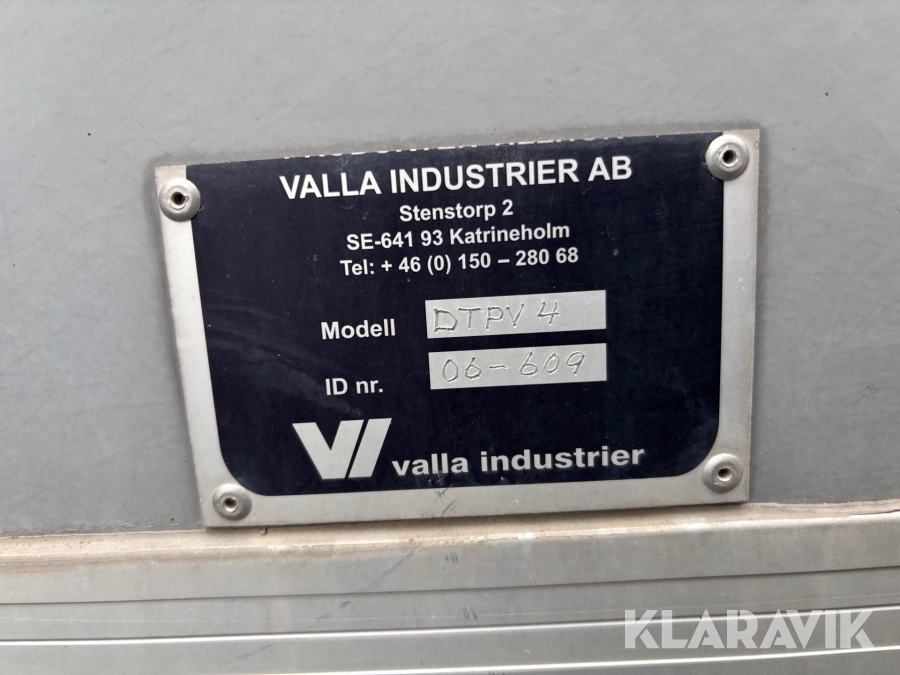 VALLA INDUSTRIER AB
Stenstorp 2
SE-641 93 Katrineholm
Tel: + 46 (0) 150 – 280 68
Modell DTPV 4
ID nr. 06-609
valla industrier
KLARAVIK